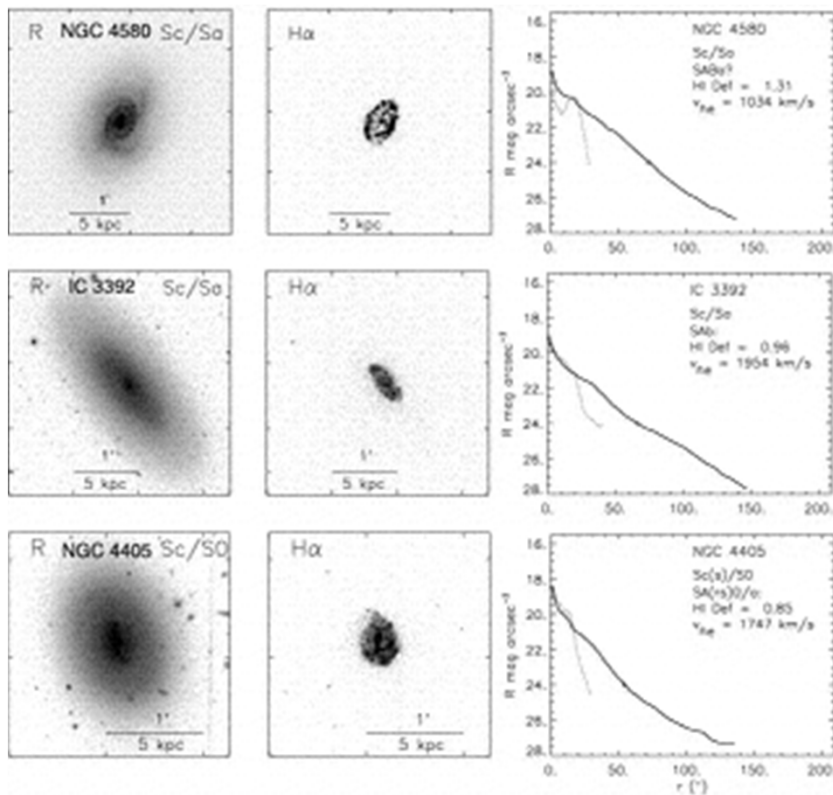 R NGC 4580 Sc/Sa
1'
5 kpc
Hα
5 kpc
NGC 4580
Sc/Sa
SABa?
HI Def = 1.31
v_he = 1034 km/s
R mag arcsec⁻²
16.
18.
20.
22.
24.
26.
28.
0. 50. 100. 150. 200.
R IC 3392 Sc/Sa
1'
5 kpc
Hα
1'
5 kpc
IC 3392
Sc/Sa
SAb:
HI Def = 0.96
= 1954 km/s
R mag arcsec⁻²
16.
18.
20.
22.
24.
26.
28.
0. 50. 100. 150. 200.
R NGC 4405 Sc/S0
1'
5 kpc
Hα
1'
5 kpc
NGC 4405
Sc(s)/S0
SA(rs)0/a:
HI Def = 0.85
= 1747 km/s
R mag arcsec⁻²
16.
18.
20.
22.
24.
26.
28.
0. 50. 100. 150. 200.
r (")